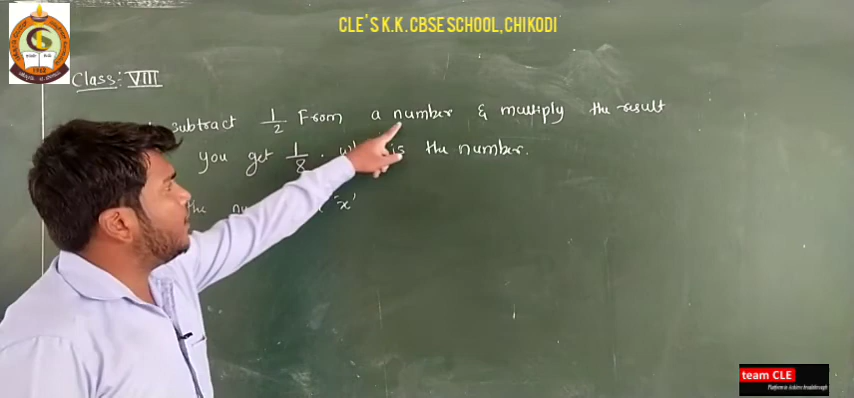 CLE'S K.K. CBSE SCHOOL, CHIKODI
Class: VIII
subtract 1/2 From a number & multiply the result
you get 1/8. is the number.
the 'x'
team CLE